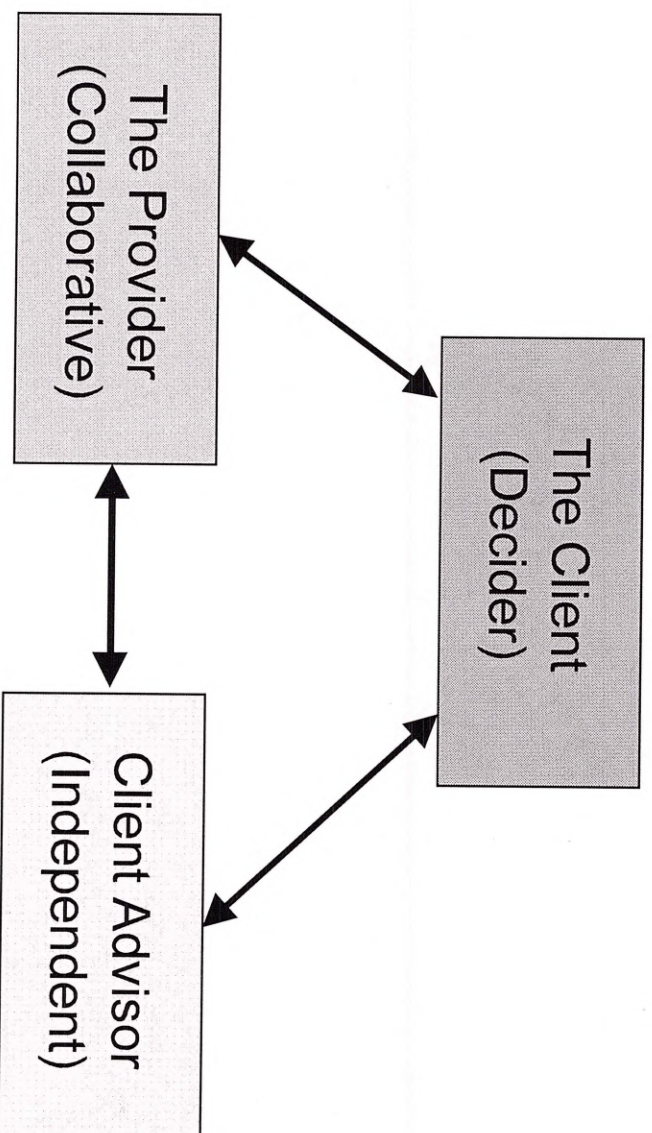 The Client
(Decider)
The Provider
(Collaborative)
Client Advisor
(Independent)